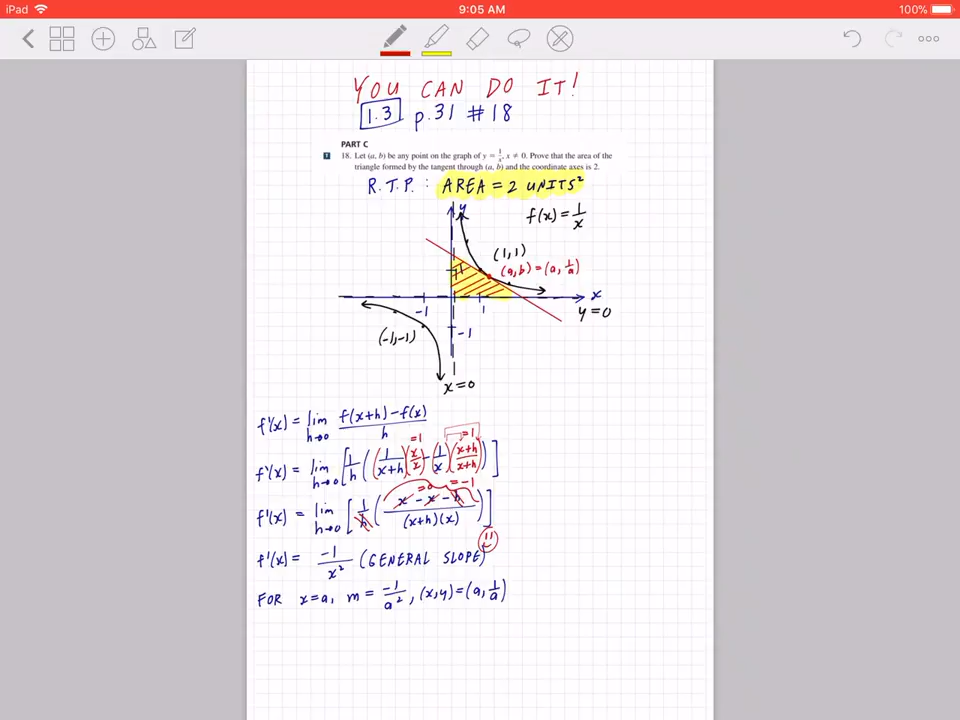 iPad 9:05 AM 100%
YOU CAN DO IT!
1.3 p.31 #18
PART C
T 18. Let (a, b) be any point on the graph of y = 1/x, x ≠ 0. Prove that the area of the
triangle formed by the tangent through (a, b) and the coordinate axes is 2.
R.T.P. : AREA = 2 UNITS²
y
f(x) = 1/x
(1,1)
1
(a,b) = (a, 1/a)
x
-1 1
y=0
(-1,-1)
-1
x=0
f'(x) = lim h→0 f(x+h) - f(x) / h
=1 =1
f'(x) = lim h→0 [1/h ((1/x+h)(x/x) - (1/x)(x+h/x+h))]
=0 =-1
f'(x) = lim h→0 [1/h (x - x - h / (x+h)(x))]
f'(x) = -1/x² (GENERAL SLOPE)
FOR x=a, m = -1/a², (x,y) = (a, 1/a)